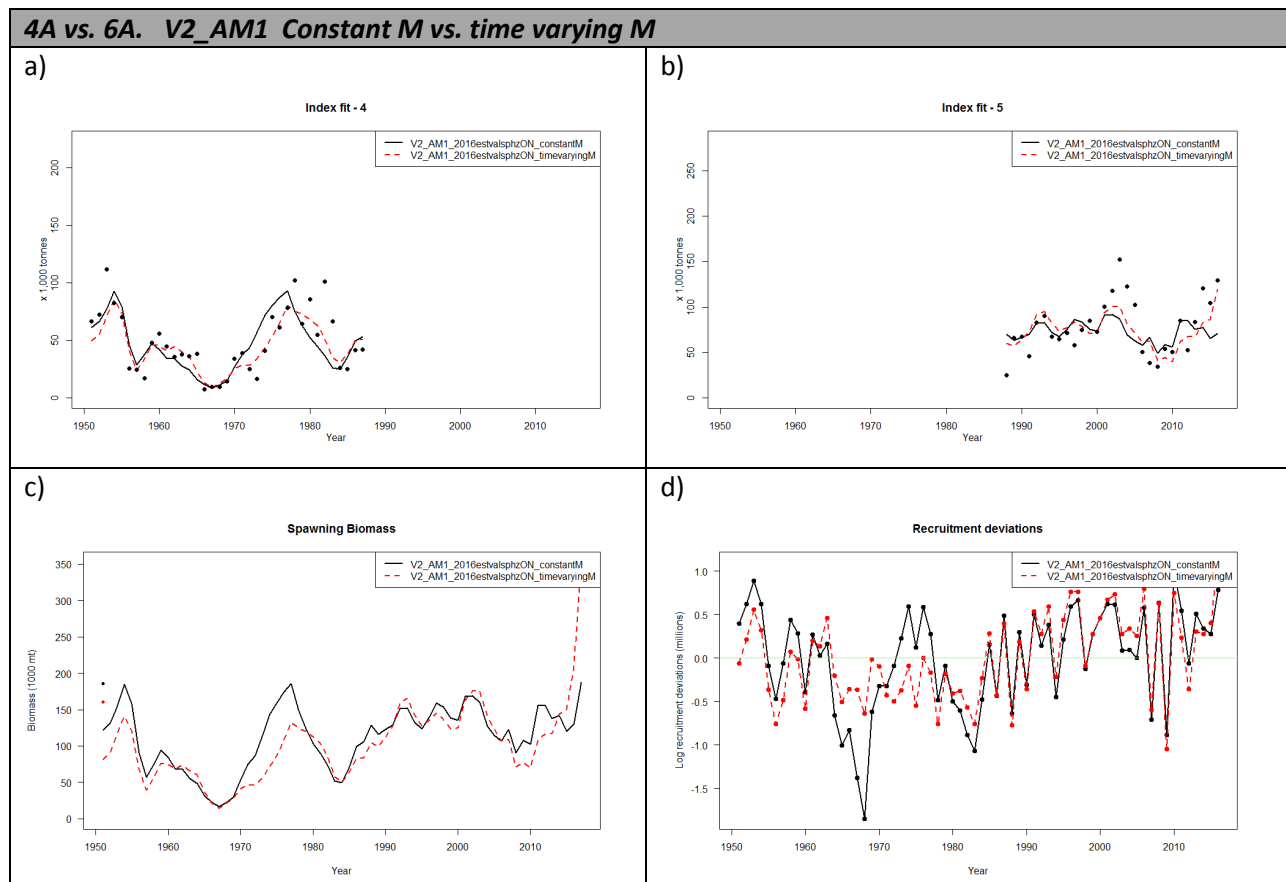 4A vs. 6A. V2_AM1 Constant M vs. time varying M
a)
Index fit - 4
V2_AM1_2016estvalsphzON_constantM
V2_AM1_2016estvalsphzON_timevaryingM
x 1,000 tonnes
200
150
100
50
0
1950 1960 1970 1980 1990 2000 2010
Year
b)
Index fit - 5
V2_AM1_2016estvalsphzON_constantM
V2_AM1_2016estvalsphzON_timevaryingM
x 1,000 tonnes
250
200
150
100
50
0
1950 1960 1970 1980 1990 2000 2010
Year
c)
Spawning Biomass
V2_AM1_2016estvalsphzON_constantM
V2_AM1_2016estvalsphzON_timevaryingM
Biomass (1000 mt)
350
300
250
200
150
100
50
0
1950 1960 1970 1980 1990 2000 2010
Year
d)
Recruitment deviations
V2_AM1_2016estvalsphzON_constantM
V2_AM1_2016estvalsphzON_timevaryingM
Log recruitment deviations (millions)
1.0
0.5
0.0
-0.5
-1.0
-1.5
1950 1960 1970 1980 1990 2000 2010
Year